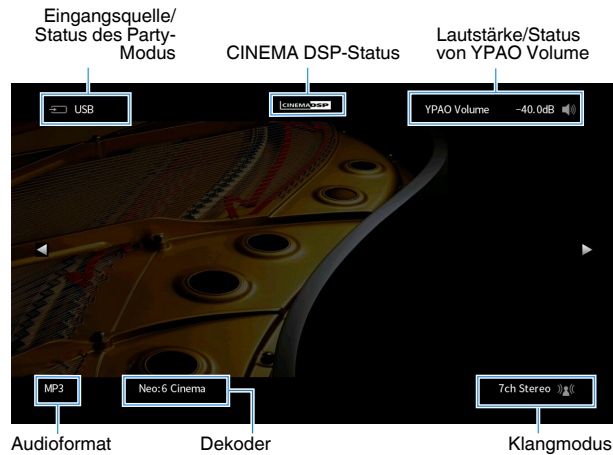 Eingangsquelle/
Status des Party-
Modus
CINEMA DSP-Status
Lautstärke/Status
von YPAO Volume
USB
CINEMA DSP
YPAO Volume -40.0dB
MP3
Neo:6 Cinema
7ch Stereo
Audioformat
Dekoder
Klangmodus